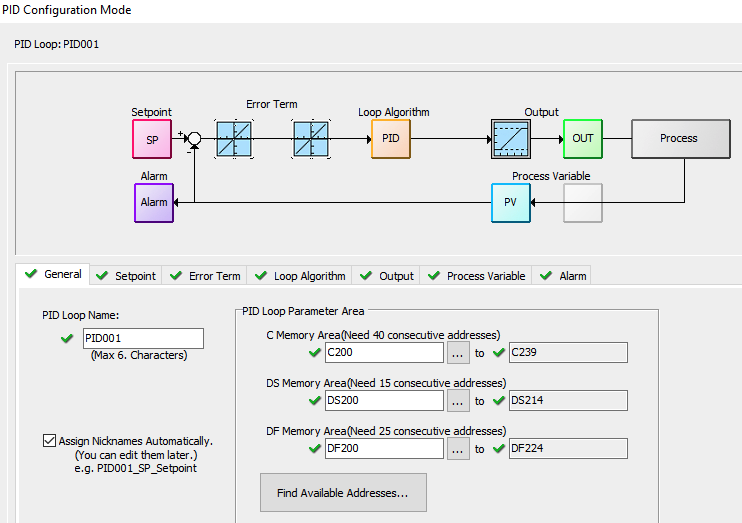 PID Configuration Mode
PID Loop: PID001
Setpoint
Error Term
Loop Algorithm
Output
SP
+
-
PID
OUT
Process
Alarm
Process Variable
Alarm
PV
General
Setpoint
Error Term
Loop Algorithm
Output
Process Variable
Alarm
PID Loop Name:
PID001
(Max 6. Characters)
Assign Nicknames Automatically.
(You can edit them later.)
e.g. PID001_SP_Setpoint
PID Loop Parameter Area
C Memory Area(Need 40 consecutive addresses)
C200 ... to C239
DS Memory Area(Need 15 consecutive addresses)
DS200 ... to DS214
DF Memory Area(Need 25 consecutive addresses)
DF200 ... to DF224
Find Available Addresses...